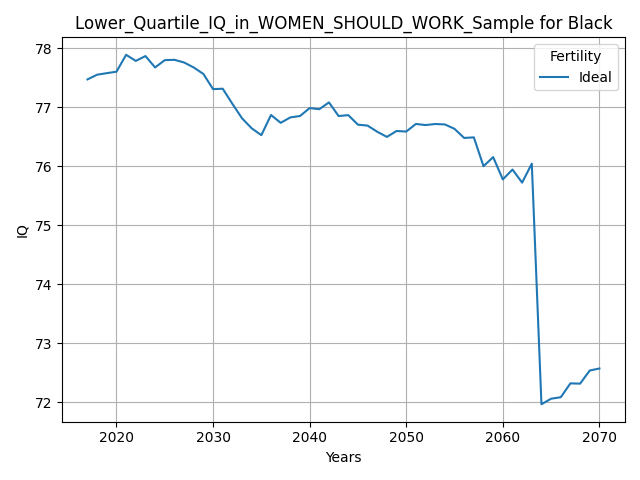 Lower_Quartile_IQ_in_WOMEN_SHOULD_WORK_Sample for Black
Fertility
Ideal
78
77
76
75
74
73
72
IQ
2020 2030 2040 2050 2060 2070
Years